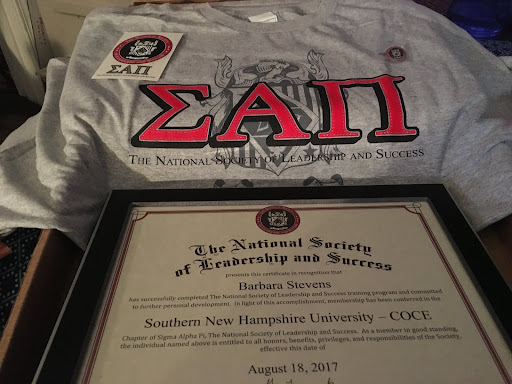 ΣΑΠ
ΣΑΠ
THE NATIONAL SOCIETY OF LEADERSHIP AND SUCCESS
The National Society
of Leadership and Success
presents this certificate in recognition that
Barbara Stevens
has successfully completed The National Society of Leadership and Success training program and committed
to further personal development. In light of this accomplishment, membership has been conferred in the
Southern New Hampshire University – COCE
Chapter of Sigma Alpha Pi, The National Society of Leadership and Success. As a member in good standing,
the individual named above is entitled to all honors, benefits, privileges, and responsibilities of the Society,
effective this date of
August 18, 2017